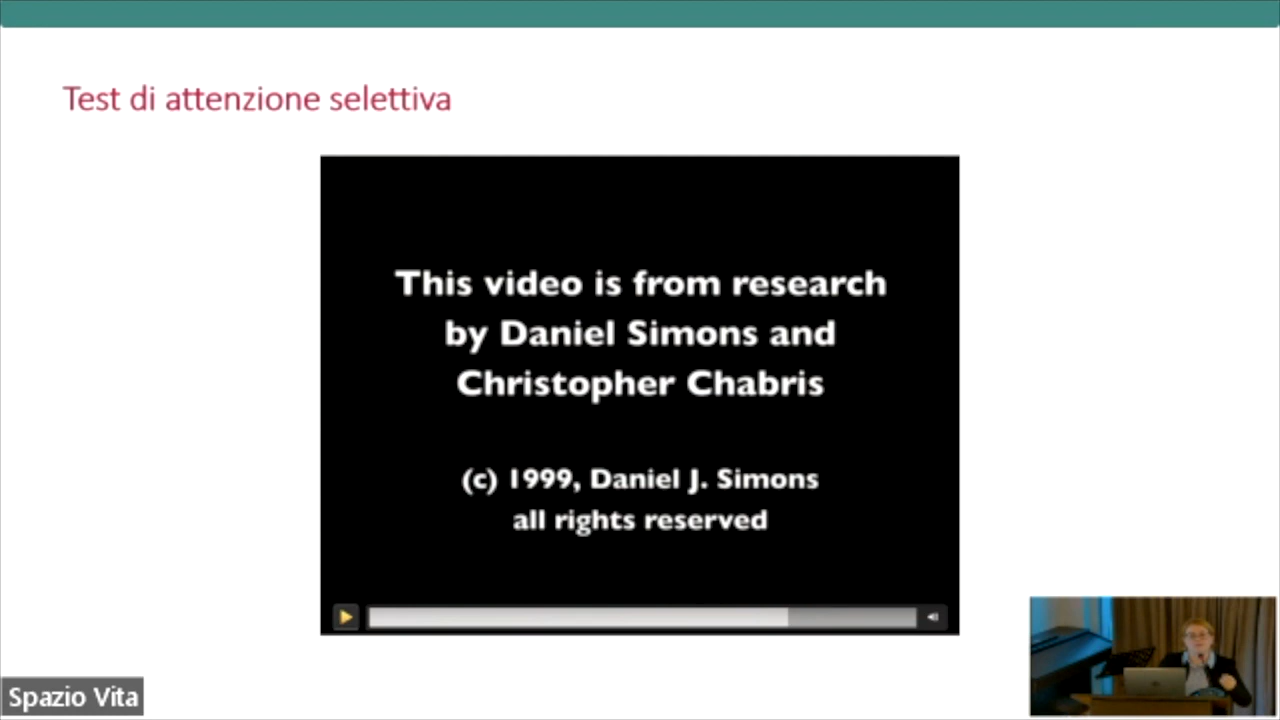 Test di attenzione selettiva
This video is from research
by Daniel Simons and
Christopher Chabris
(c) 1999, Daniel J. Simons
all rights reserved
Spazio Vita